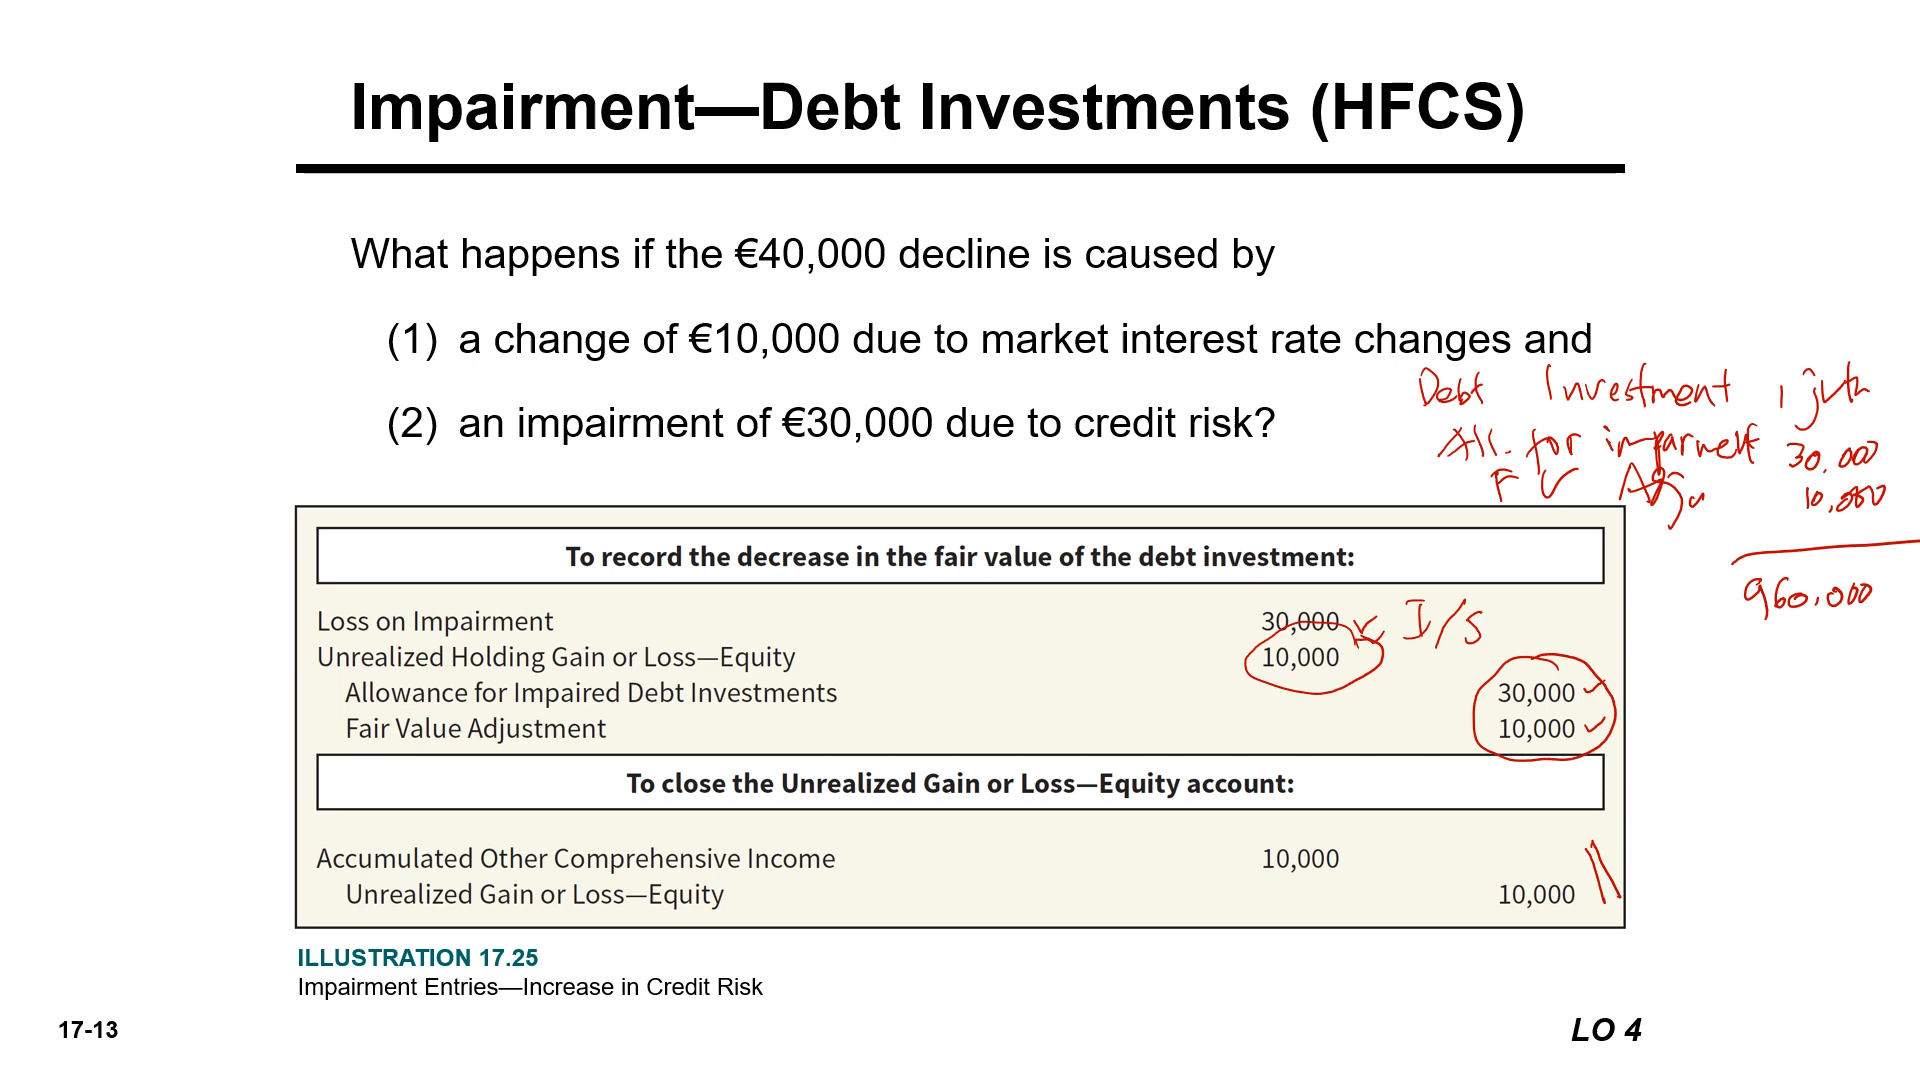 Impairment—Debt Investments (HFCS)
What happens if the €40,000 decline is caused by
(1) a change of €10,000 due to market interest rate changes and
(2) an impairment of €30,000 due to credit risk?
Debt Investment 1
All. for 30.000
FV 10,000
960,000
To record the decrease in the fair value of the debt investment:
Loss on Impairment 30,000 I/S
Unrealized Holding Gain or Loss—Equity 10,000
Allowance for Impaired Debt Investments 30,000
Fair Value Adjustment 10,000
To close the Unrealized Gain or Loss—Equity account:
Accumulated Other Comprehensive Income 10,000
Unrealized Gain or Loss—Equity 10,000
ILLUSTRATION 17.25
Impairment Entries—Increase in Credit Risk
17-13 LO 4